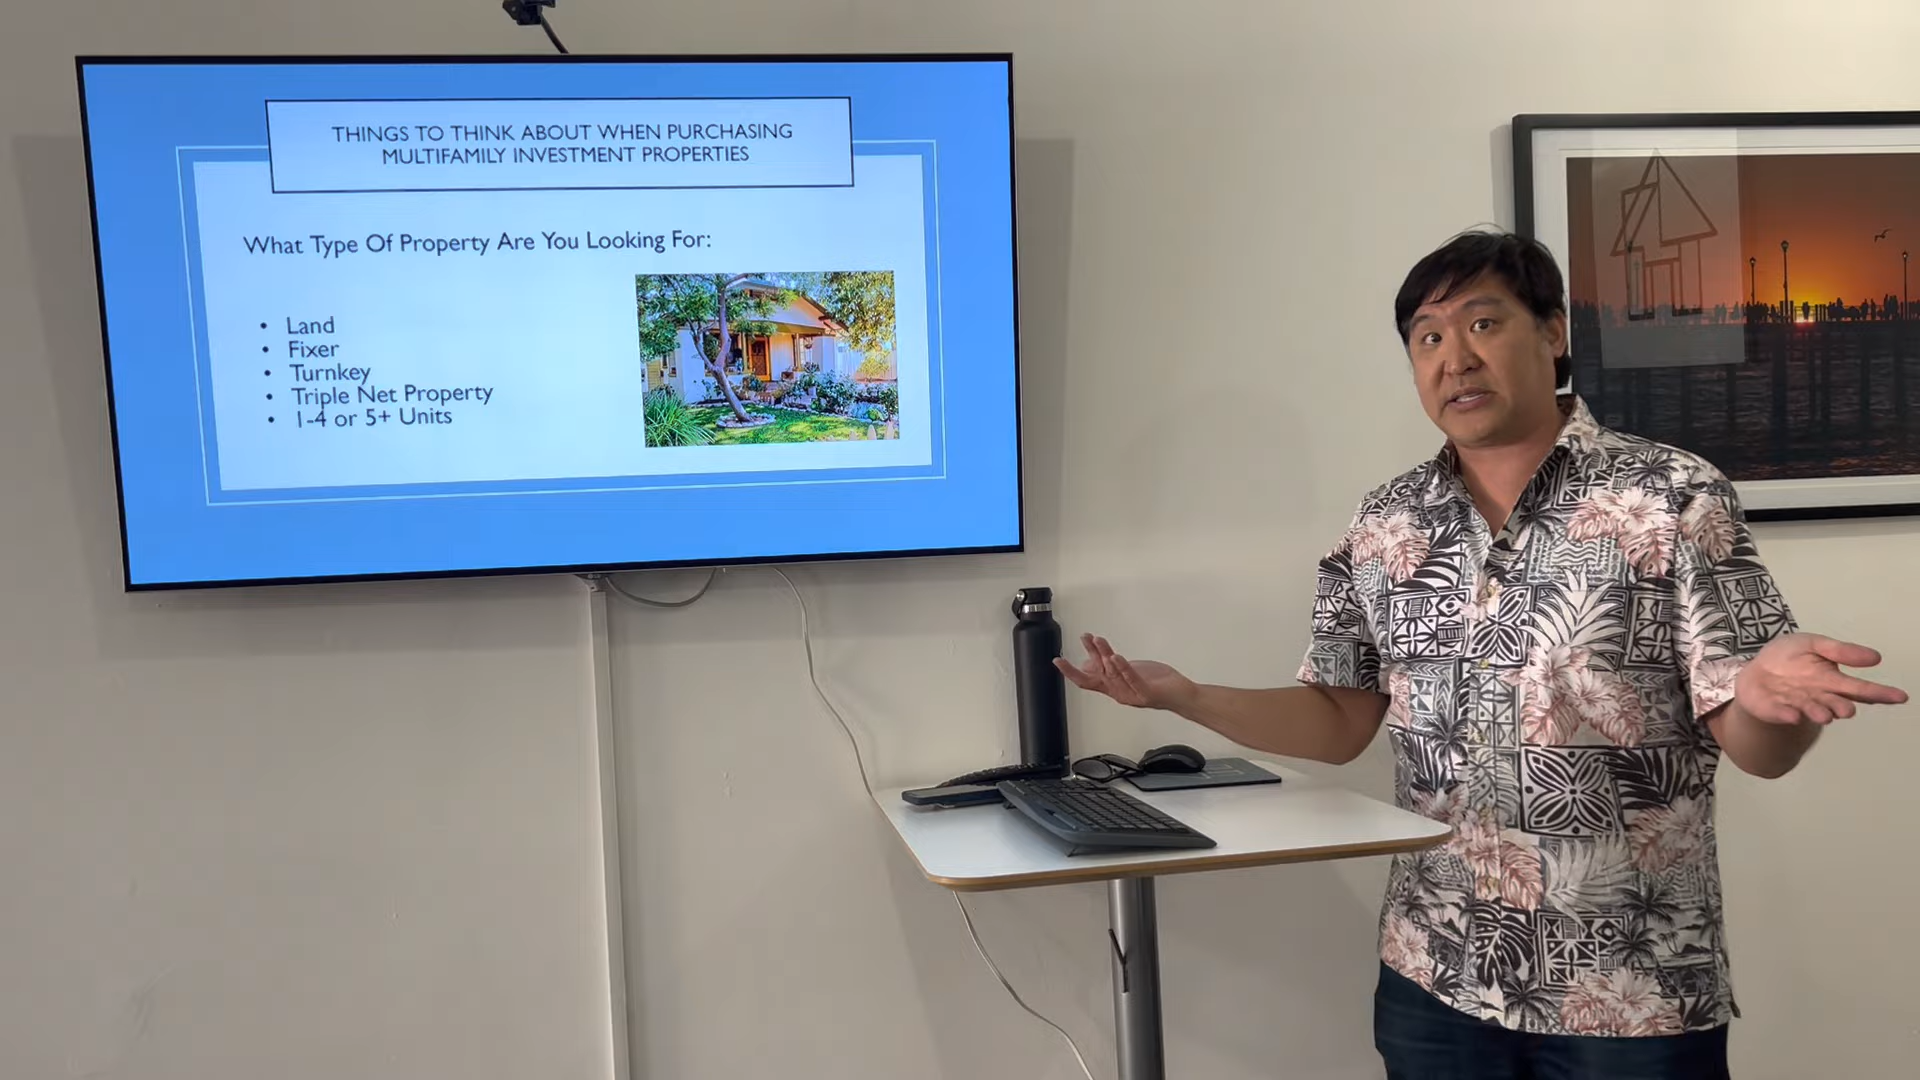 THINGS TO THINK ABOUT WHEN PURCHASING
MULTIFAMILY INVESTMENT PROPERTIES
What Type Of Property Are You Looking For:
• Land
• Fixer
• Turnkey
• Triple Net Property
• 1-4 or 5+ Units